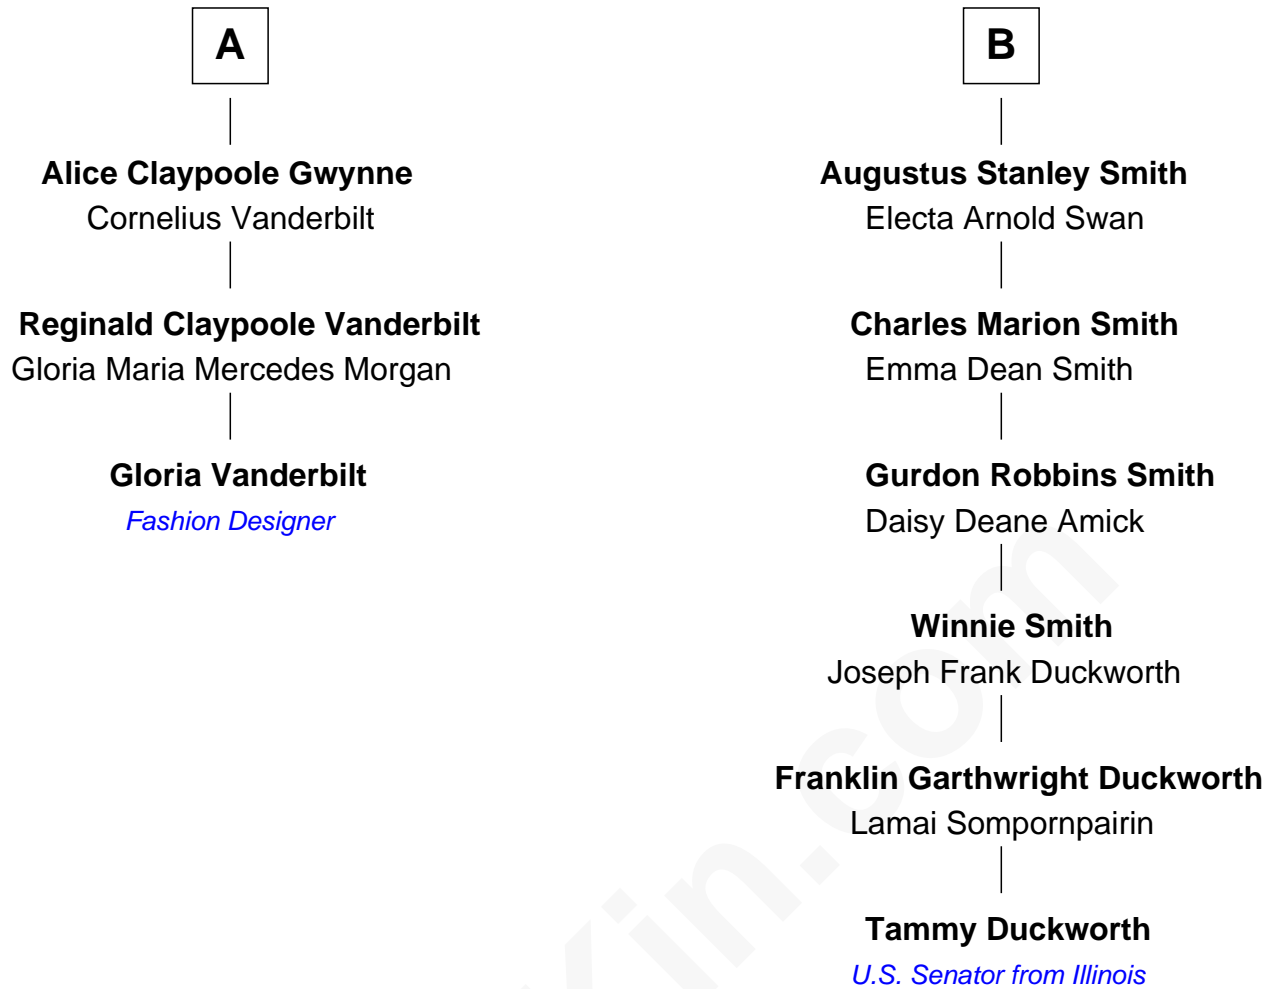 A
Alice Claypoole Gwynne
Cornelius Vanderbilt
Reginald Claypoole Vanderbilt
Gloria Maria Mercedes Morgan
Gloria Vanderbilt
Fashion Designer
B
Augustus Stanley Smith
Electa Arnold Swan
Charles Marion Smith
Emma Dean Smith
Gurdon Robbins Smith
Daisy Deane Amick
Winnie Smith
Joseph Frank Duckworth
Franklin Garthwright Duckworth
Lamai Sompornpairin
Tammy Duckworth
U.S. Senator from Illinois